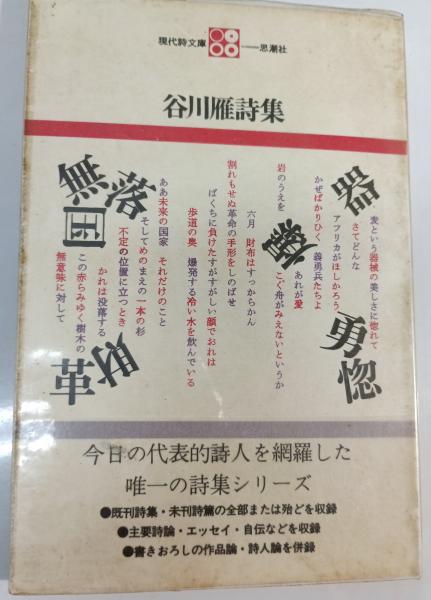 現代詩文庫
思潮社
谷川雁詩集
器
勇惚
爆
無落国
革財
という器械の美しさに惚れて
さてどんな
アフリカがほしかろう
かぜばかりひく 義勇兵たちよ
あれが愛
岩のうえを こぐ舟がみえないというか
六月 財布はすっからかん
割れもせぬ革命の手形をしのばせ
ばくちに負けたすがすがしい顔でおれは
歩道の奥 爆発する冷い水を飲んでいる
ああ未来の国家 それだけのこと
そしてめのまえの一本の杉
不定の位置に立つとき
かれは没落する
この赤らみゆく樹木の
無意味に対して
今日の代表的詩人を網羅した
唯一の詩集シリーズ
●既刊詩集・未刊詩篇の全部または殆どを収録
●主要詩論・エッセイ・自伝などを収録
●書きおろしの作品論・詩人論を併録